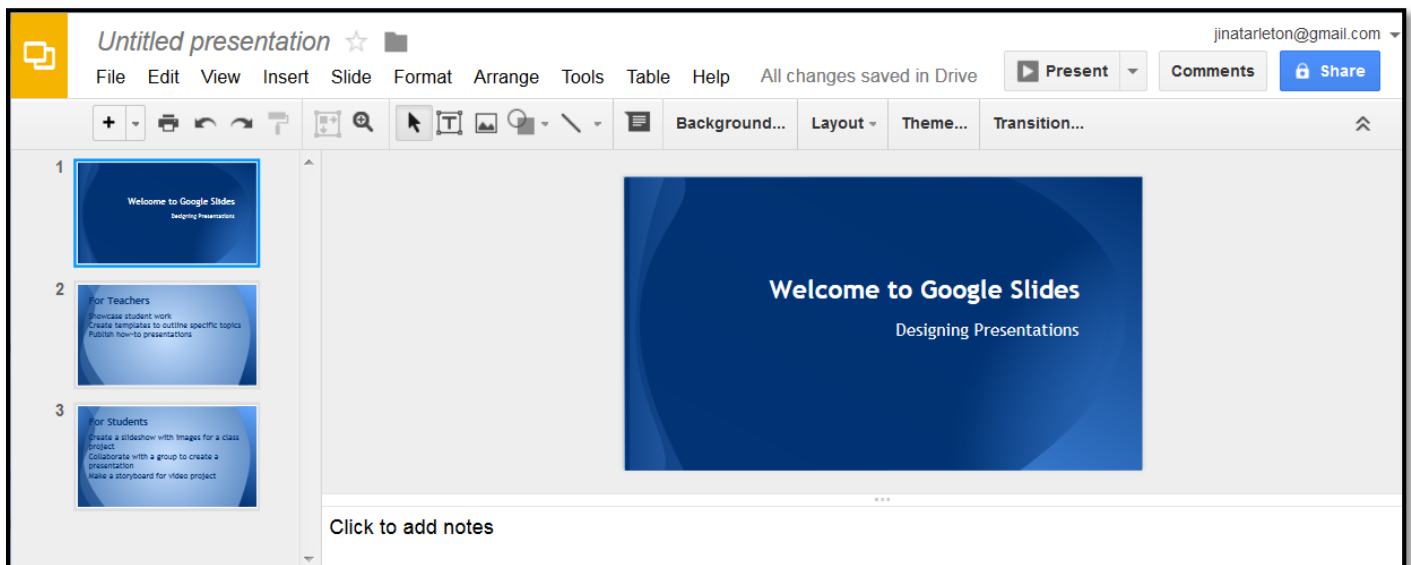 Untitled presentation
jinatarleton@gmail.com
File Edit View Insert Slide Format Arrange Tools Table Help All changes saved in Drive Present Comments Share
Background... Layout Theme... Transition...
1
Welcome to Google Slides
Designing Presentations
2
For Teachers
Showcase student work
Create templates to outline specific topics
Publish how-to presentations
3
For Students
Create a slideshow with images for a class
project
Collaborate with a group to create a
presentation
Make a storyboard for video project
Welcome to Google Slides
Designing Presentations
Click to add notes